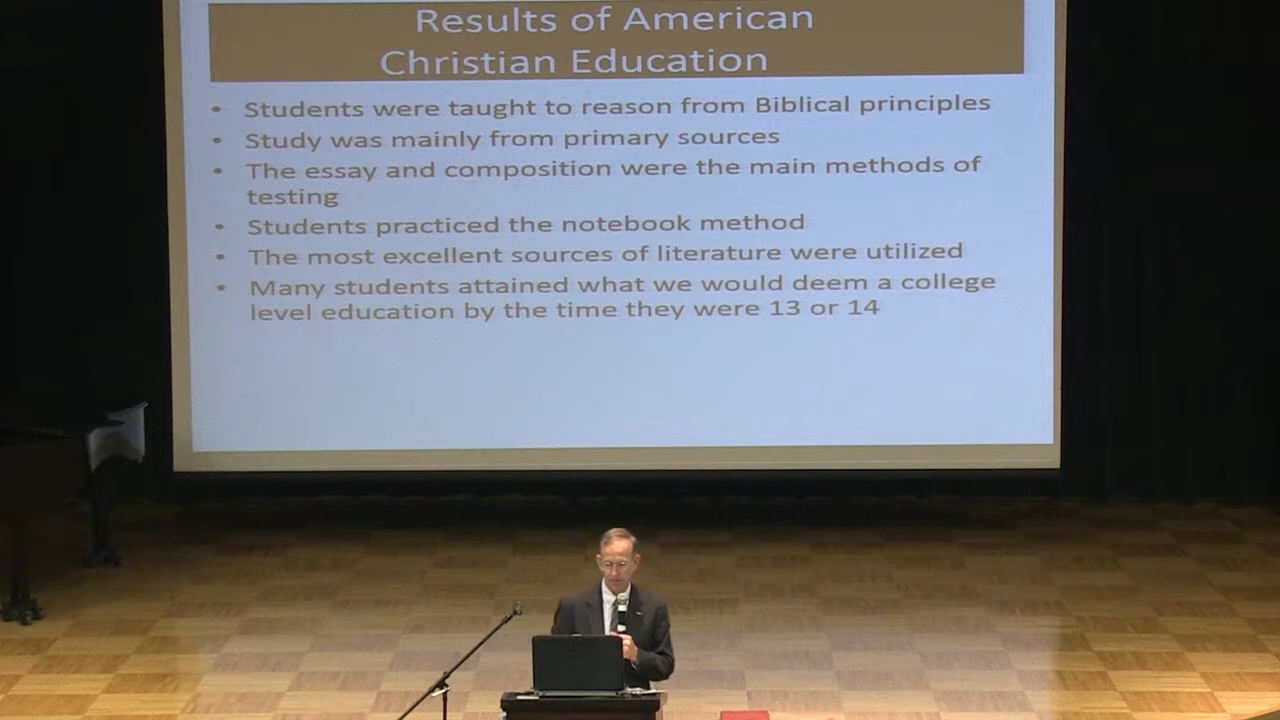 Results of American
Christian Education
• Students were taught to reason from Biblical principles
• Study was mainly from primary sources
• The essay and composition were the main methods of
testing
• Students practiced the notebook method
• The most excellent sources of literature were utilized
• Many students attained what we would deem a college
level education by the time they were 13 or 14